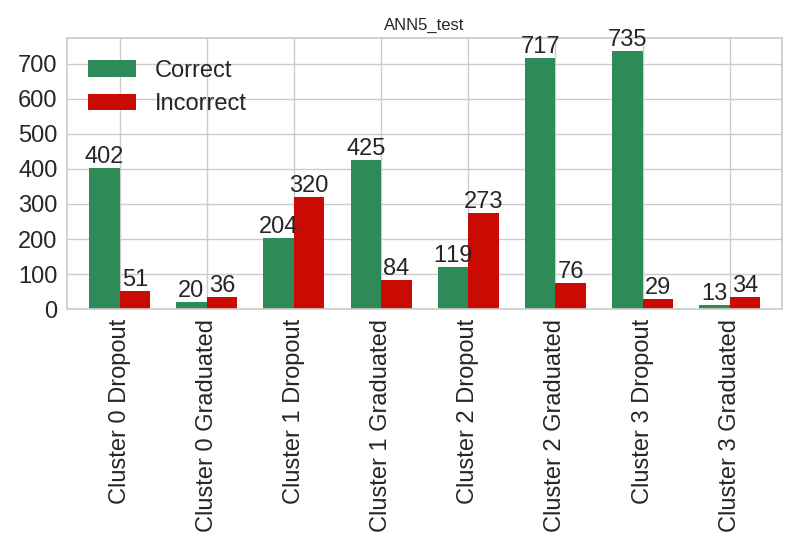 ANN5_test
Correct
Incorrect
700
600
500
400
300
200
100
0
402
51
20
36
204
320
425
84
119
273
717
76
735
29
13
34
Cluster 0 Dropout
Cluster 0 Graduated
Cluster 1 Dropout
Cluster 1 Graduated
Cluster 2 Dropout
Cluster 2 Graduated
Cluster 3 Dropout
Cluster 3 Graduated